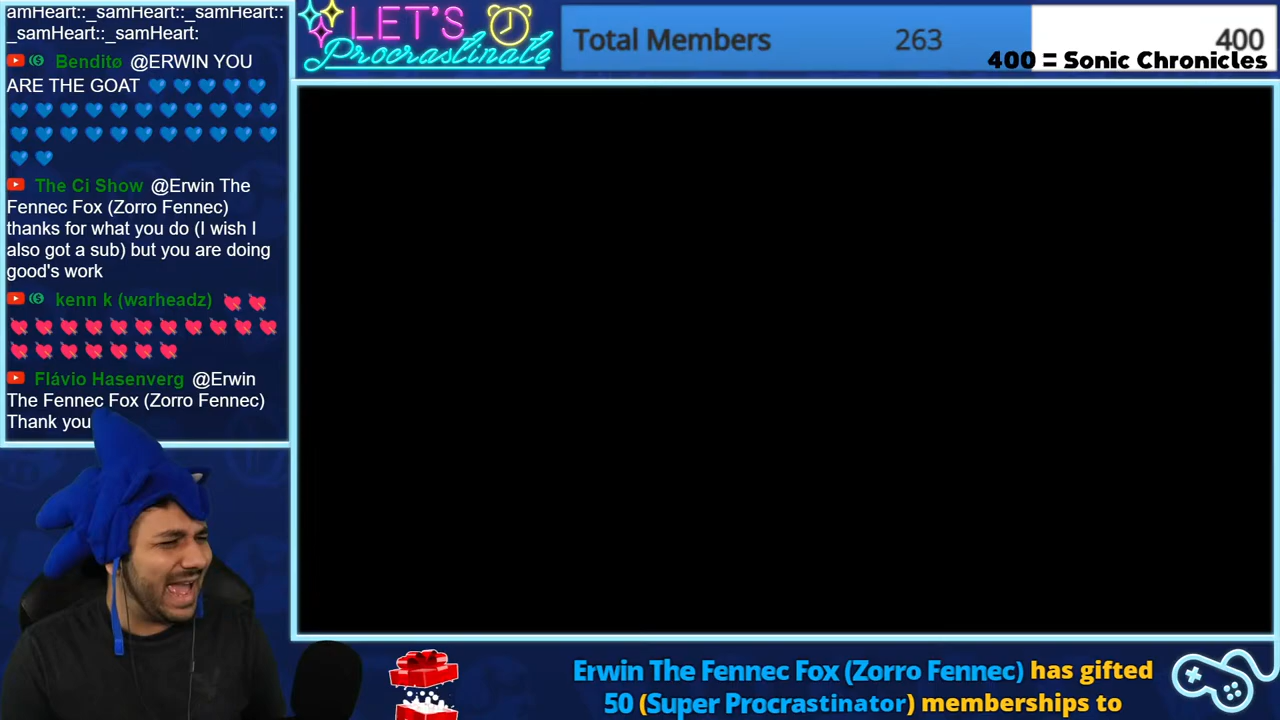 amHeart::_samHeart::_samHeart::
_samHeart::_samHeart:
Benditø @ERWIN YOU
ARE THE GOAT 💙 💙 💙 💙 💙
💙 💙 💙 💙 💙 💙 💙 💙 💙 💙 💙
💙 💙 💙 💙 💙 💙 💙 💙 💙 💙 💙
💙 💙
The Ci Show @Erwin The
Fennec Fox (Zorro Fennec)
thanks for what you do (I wish I
also got a sub) but you are doing
good's work
kenn k (warheadz) 💘 💘
💘 💘 💘 💘 💘 💘 💘 💘 💘 💘 💘
💘 💘 💘 💘 💘 💘 💘
Flávio Hasenverg @Erwin
The Fennec Fox (Zorro Fennec)
Thank you
LET'S
Procrastinate
Total Members 263 400
400 = Sonic Chronicles
Erwin The Fennec Fox (Zorro Fennec) has gifted
50 (Super Procrastinator) memberships to